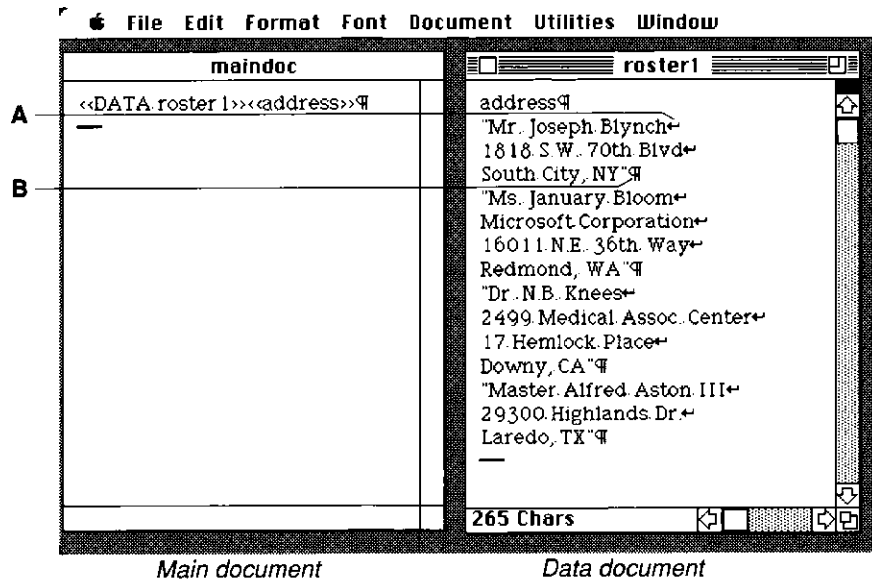 File Edit Format Font Document Utilities Window
maindoc
‹‹DATA roster1››‹‹address››¶
A
B
roster1
address¶
"Mr. Joseph Blynch↵
1818 S.W. 70th Blvd↵
South City, NY"¶
"Ms. January Bloom↵
Microsoft Corporation↵
16011 N.E. 36th Way↵
Redmond, WA"¶
"Dr. N.B. Knees↵
2499 Medical Assoc. Center↵
17 Hemlock Place↵
Downy, CA"¶
"Master Alfred Aston III↵
29300 Highlands Dr.↵
Laredo, TX"¶
265 Chars
Main document
Data document